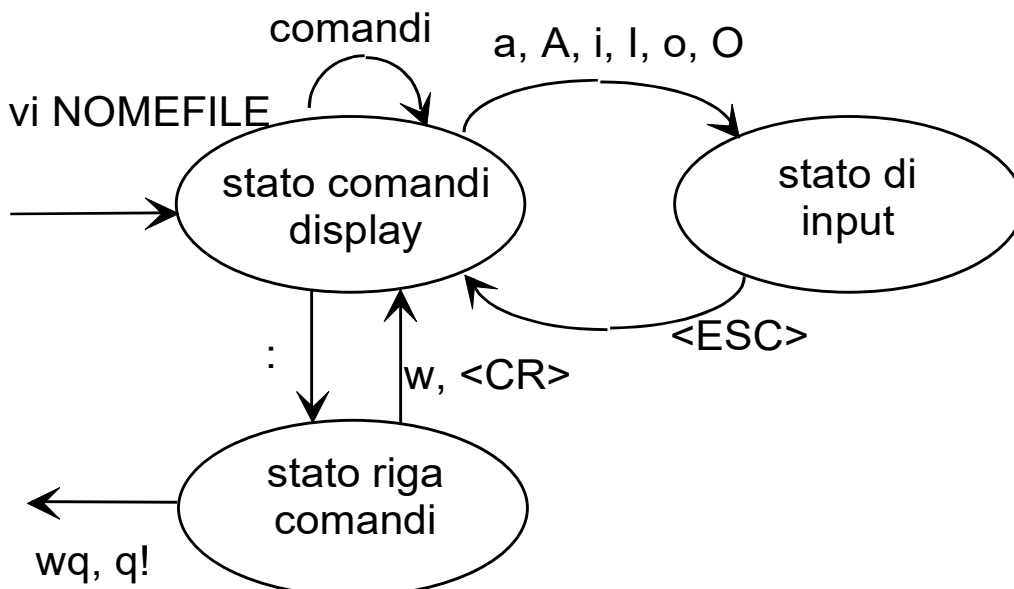 comandi
a, A, i, I, o, O
vi NOMEFILE
stato comandi
display
stato di
input
<ESC>
:
w, <CR>
stato riga
comandi
wq, q!